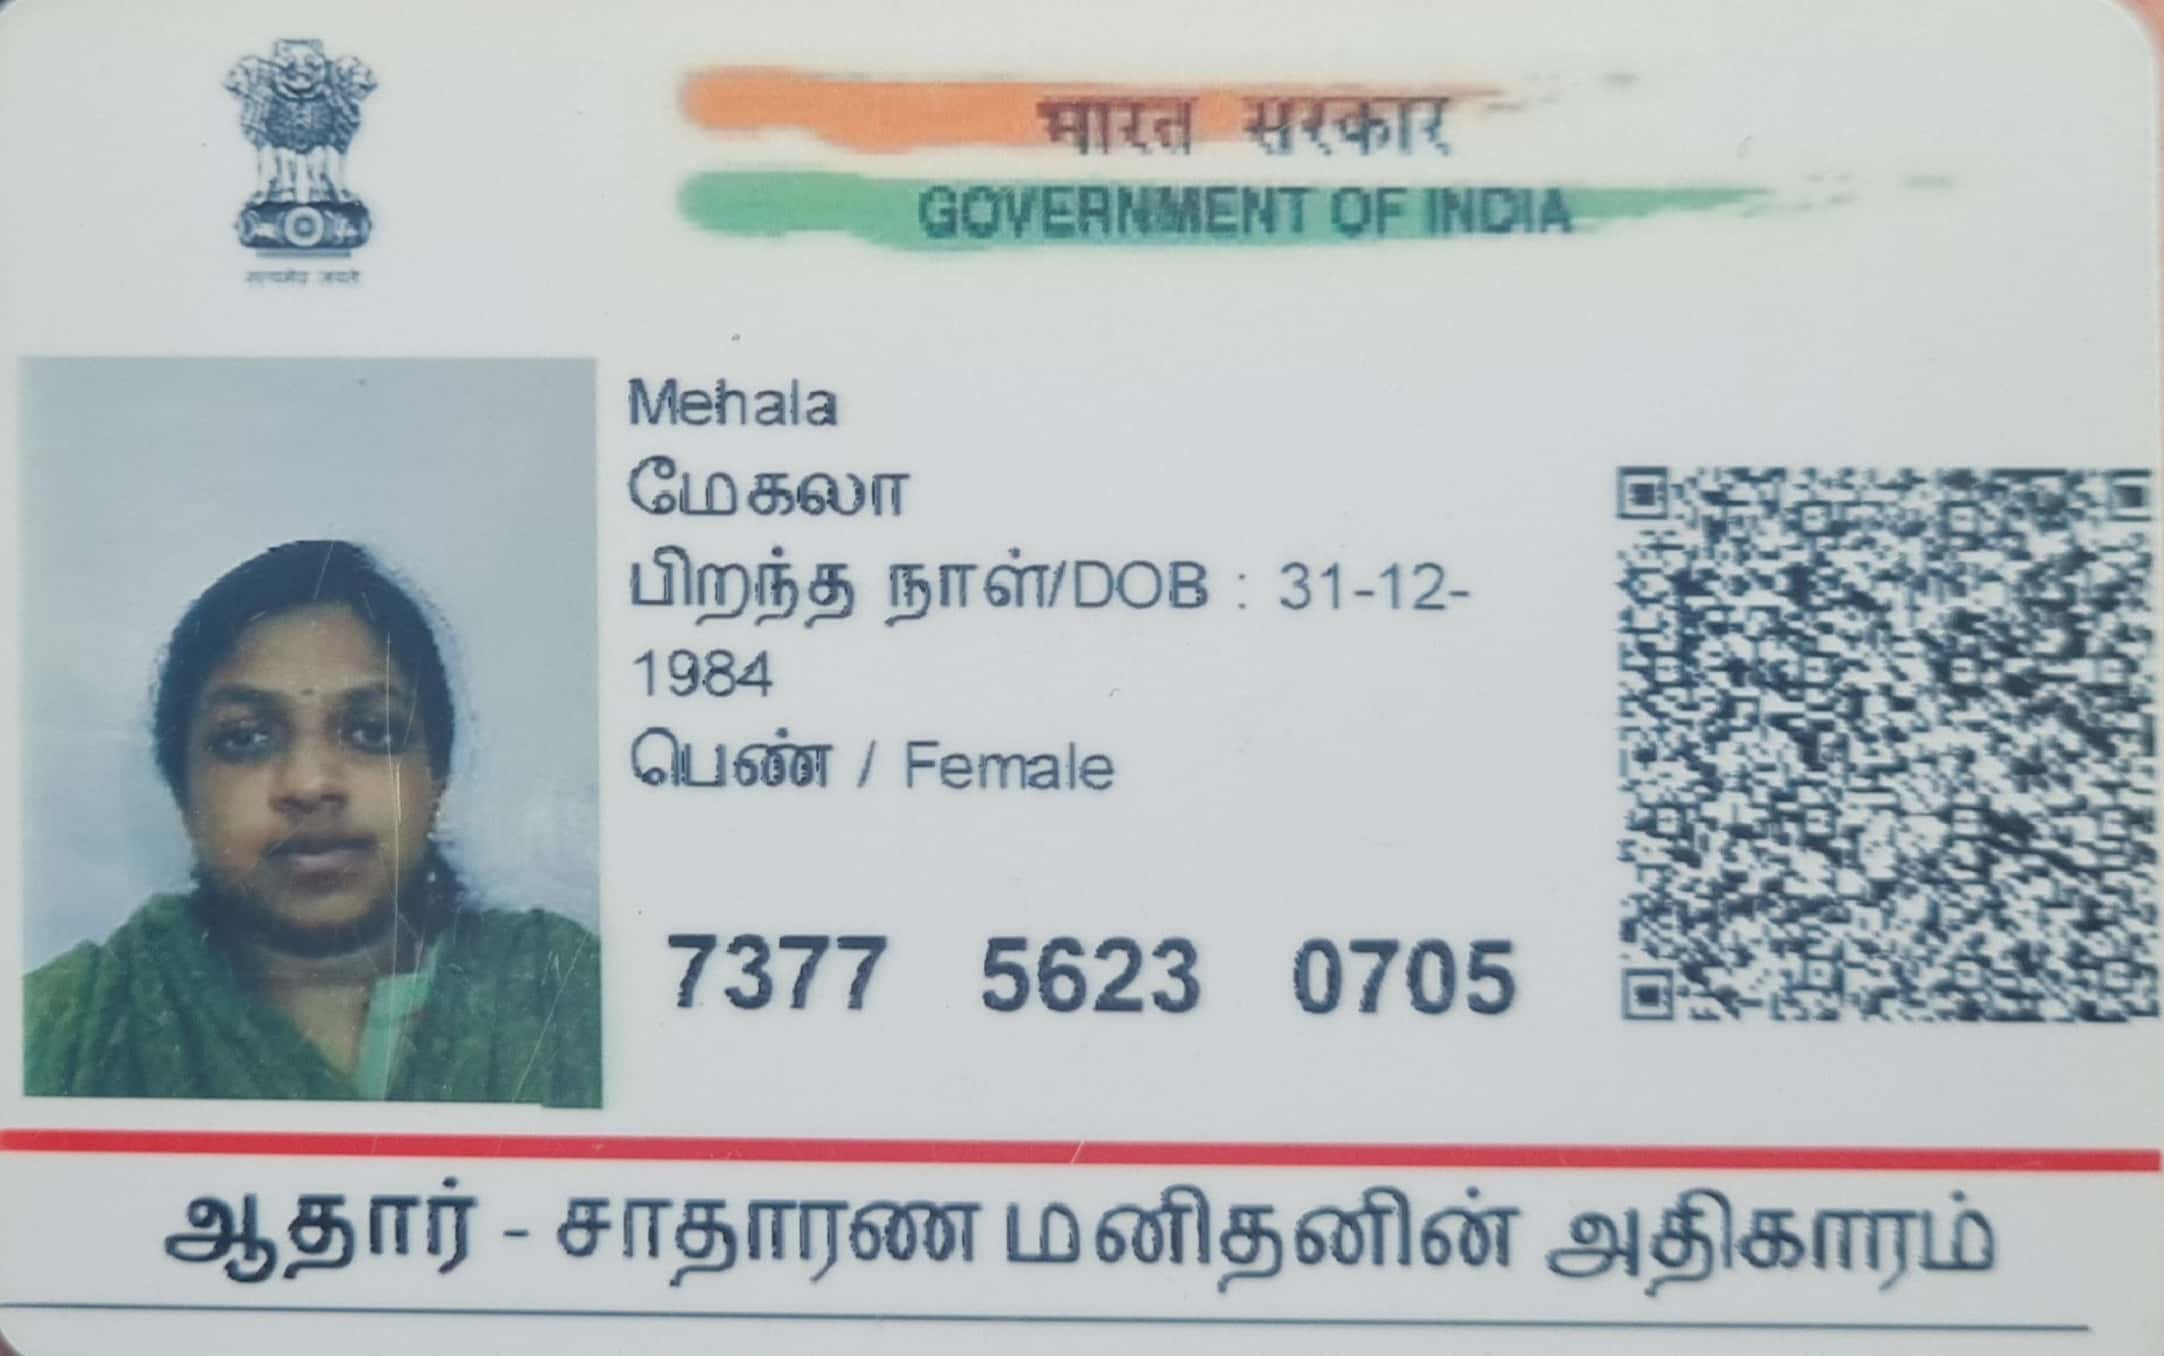 भारत सरकार
GOVERNMENT OF INDIA
सत्यमेव जयते
Mehala
மேகலா
பிறந்த நாள்/DOB : 31-12-
1984
பெண் / Female
7377 5623 0705
ஆதார் - சாதாரண மனிதனின் அதிகாரம்